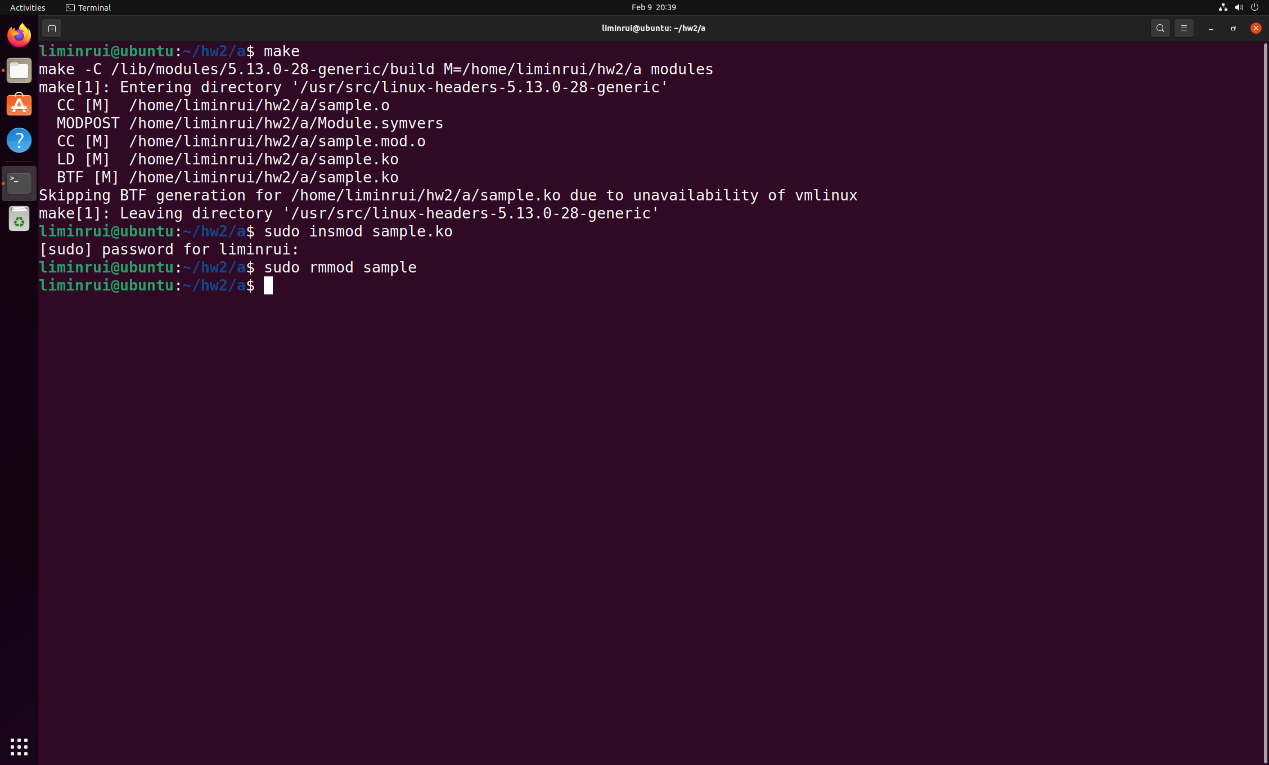 Activities
Terminal
Feb 9 20:39
liminrui@ubuntu: ~/hw2/a
liminrui@ubuntu:~/hw2/a$ make
make -C /lib/modules/5.13.0-28-generic/build M=/home/liminrui/hw2/a modules
make[1]: Entering directory '/usr/src/linux-headers-5.13.0-28-generic'
  CC [M]  /home/liminrui/hw2/a/sample.o
  MODPOST /home/liminrui/hw2/a/Module.symvers
  CC [M]  /home/liminrui/hw2/a/sample.mod.o
  LD [M]  /home/liminrui/hw2/a/sample.ko
  BTF [M] /home/liminrui/hw2/a/sample.ko
Skipping BTF generation for /home/liminrui/hw2/a/sample.ko due to unavailability of vmlinux
make[1]: Leaving directory '/usr/src/linux-headers-5.13.0-28-generic'
liminrui@ubuntu:~/hw2/a$ sudo insmod sample.ko
[sudo] password for liminrui:
liminrui@ubuntu:~/hw2/a$ sudo rmmod sample
liminrui@ubuntu:~/hw2/a$